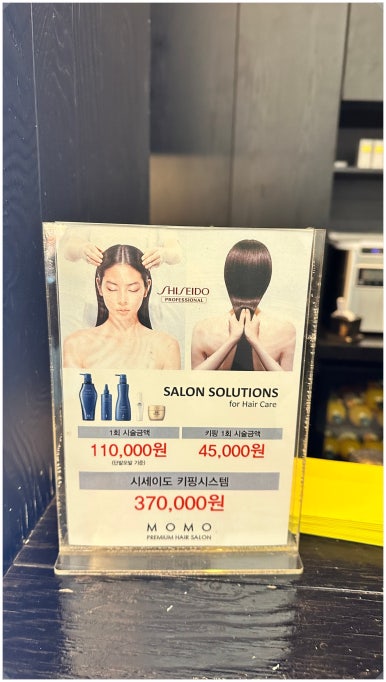 SHISEIDO
PROFESSIONAL
SALON SOLUTIONS
for Hair Care
1회 시술금액
110,000원
(단발모발 기준)
키핑 1회 시술금액
45,000원
시세이도 키핑시스템
370,000원
MOMO
PREMIUM HAIR SALON